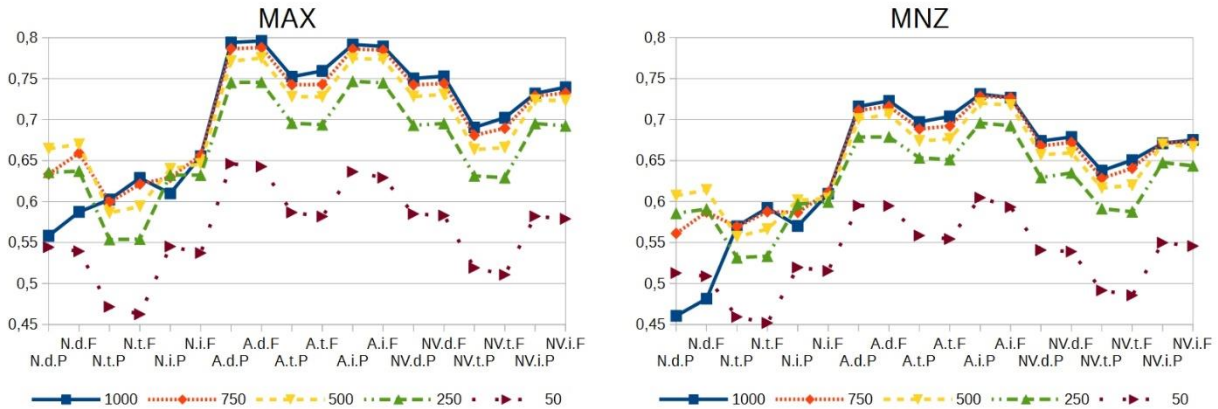 MAX
0,8
0,75
0,7
0,65
0,6
0,55
0,5
0,45
N.d.F N.t.F N.i.F A.d.F A.t.F A.i.F NV.d.F NV.t.F NV.i.F
N.d.P N.t.P N.i.P A.d.P A.t.P A.i.P NV.d.P NV.t.P NV.i.P
1000 750 500 250 50
MNZ
0,8
0,75
0,7
0,65
0,6
0,55
0,5
0,45
N.d.F N.t.F N.i.F A.d.F A.t.F A.i.F NV.d.F NV.t.F NV.i.F
N.d.P N.t.P N.i.P A.d.P A.t.P A.i.P NV.d.P NV.t.P NV.i.P
1000 750 500 250 50